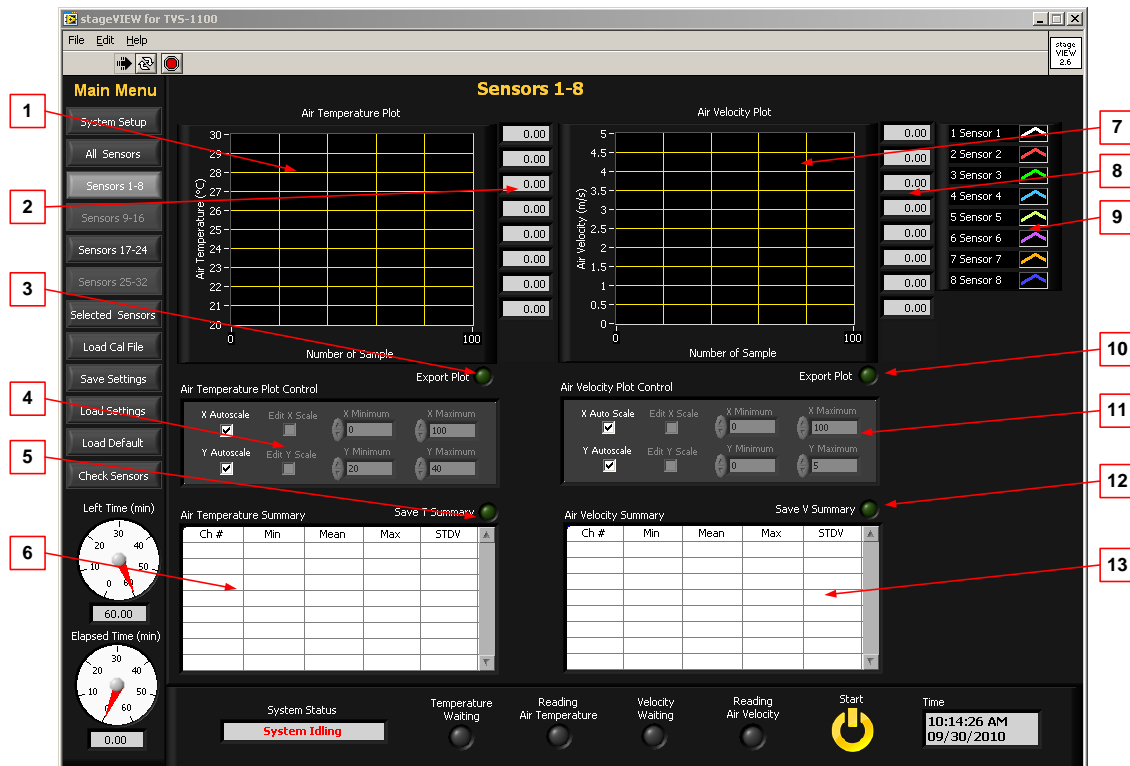 stageVIEW for TVS-1100
File Edit Help
stage
VIEW
2.6
Main Menu
System Setup
All Sensors
Sensors 1-8
Sensors 9-16
Sensors 17-24
Sensors 25-32
Selected Sensors
Load Cal File
Save Settings
Load Settings
Load Default
Check Sensors
Left Time (min)
0 10 20 30 40 50 60
60.00
Elapsed Time (min)
10 20 30 40 50
0.00
Sensors 1-8
Air Temperature Plot
Air Temperature (°C)
30
29
28
27
26
25
24
23
22
21
20
0 100
Number of Sample
0.00
0.00
0.00
0.00
0.00
0.00
0.00
0.00
Export Plot
Air Velocity Plot
Air Velocity (m/s)
5
4.5
4
3.5
3
2.5
2
1.5
1
0.5
0
0 100
Number of Sample
0.00
0.00
0.00
0.00
0.00
0.00
0.00
0.00
1 Sensor 1
2 Sensor 2
3 Sensor 3
4 Sensor 4
5 Sensor 5
6 Sensor 6
7 Sensor 7
8 Sensor 8
Export Plot
Air Temperature Plot Control
X Autoscale Edit X Scale X Minimum X Maximum
0 100
Y Autoscale Edit Y Scale Y Minimum Y Maximum
20 40
Air Velocity Plot Control
X Auto Scale Edit X Scale X Minimum X Maximum
0 100
Y Autoscale Edit Y Scale Y Minimum Y Maximum
0 5
Air Temperature Summary Save T Summary
Ch # Min Mean Max STDV
Air Velocity Summary Save V Summary
Ch # Min Mean Max STDV
System Status
System Idling
Temperature
Waiting
Reading
Air Temperature
Velocity
Waiting
Reading
Air Velocity
Start
Time
10:14:26 AM
09/30/2010
1
2
3
4
5
6
7
8
9
10
11
12
13